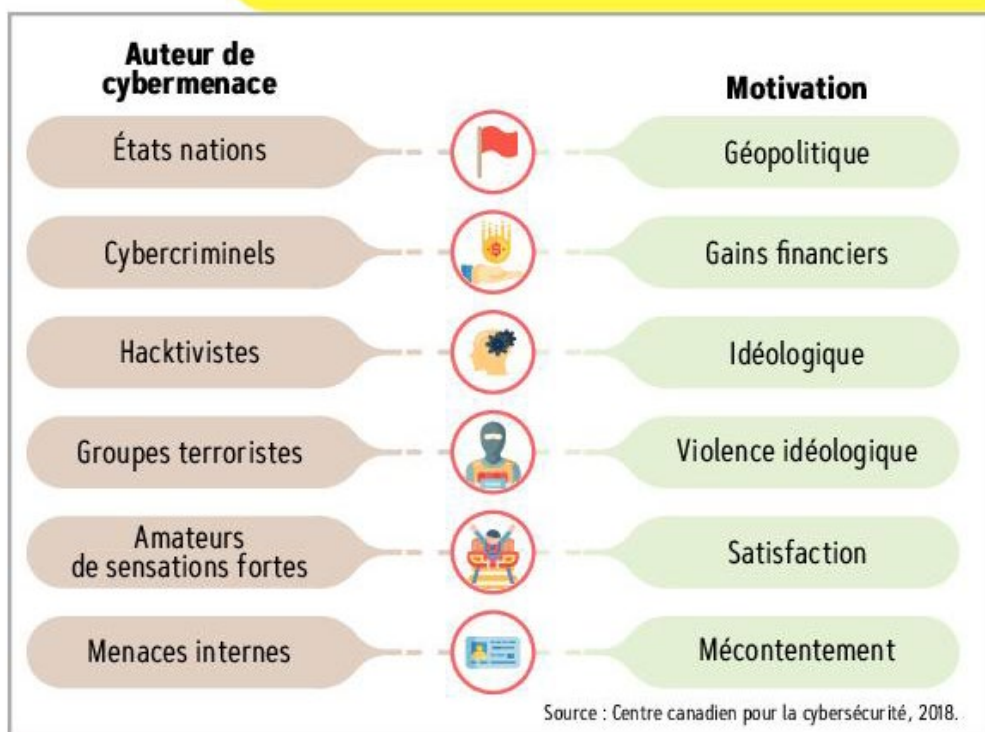 Auteur de
cybermenace
Motivation
États nations
Géopolitique
Cybercriminels
Gains financiers
Hacktivistes
Idéologique
Groupes terroristes
Violence idéologique
Amateurs
de sensations fortes
Satisfaction
Menaces internes
Mécontentement
Source : Centre canadien pour la cybersécurité, 2018.